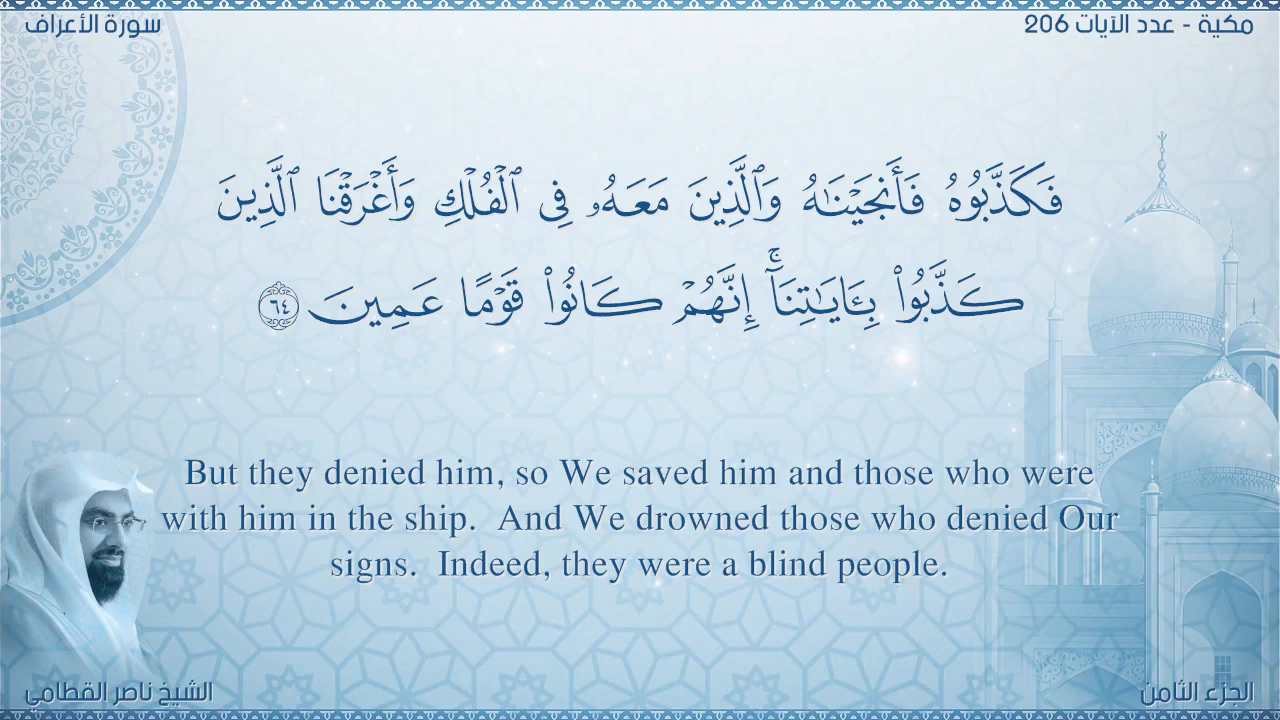 مكية - عدد الآيات 206
سورة الأعراف
فَكَذَّبُوهُ فَأَنجَيْنَـٰهُ وَٱلَّذِينَ مَعَهُۥ فِى ٱلْفُلْكِ وَأَغْرَقْنَا ٱلَّذِينَ
كَذَّبُوا۟ بِـَٔايَـٰتِنَآ ۚ إِنَّهُمْ كَانُوا۟ قَوْمًا عَمِينَ ٦٤
But they denied him, so We saved him and those who were
with him in the ship.  And We drowned those who denied Our
signs.  Indeed, they were a blind people.
الجزء الثامن
الشيخ ناصر القطامي